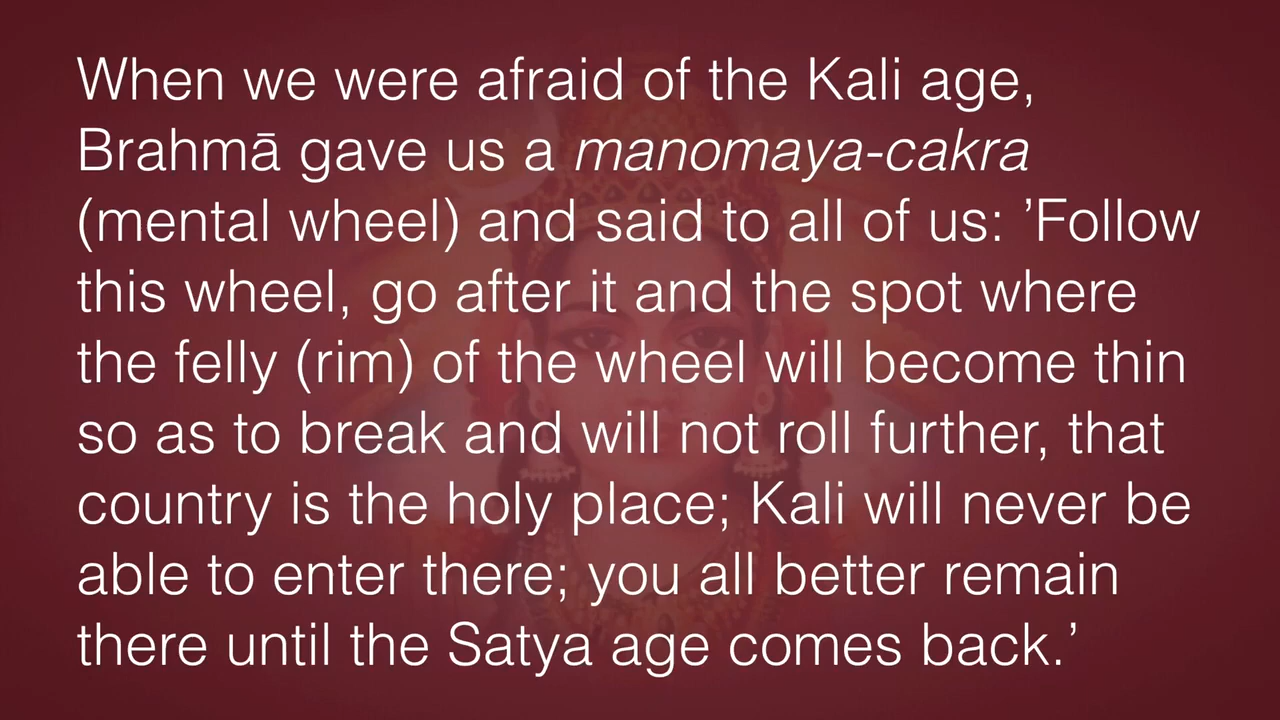 When we were afraid of the Kali age,
Brahmā gave us a manomaya-cakra
(mental wheel) and said to all of us: ’Follow
this wheel, go after it and the spot where
the felly (rim) of the wheel will become thin
so as to break and will not roll further, that
country is the holy place; Kali will never be
able to enter there; you all better remain
there until the Satya age comes back.’